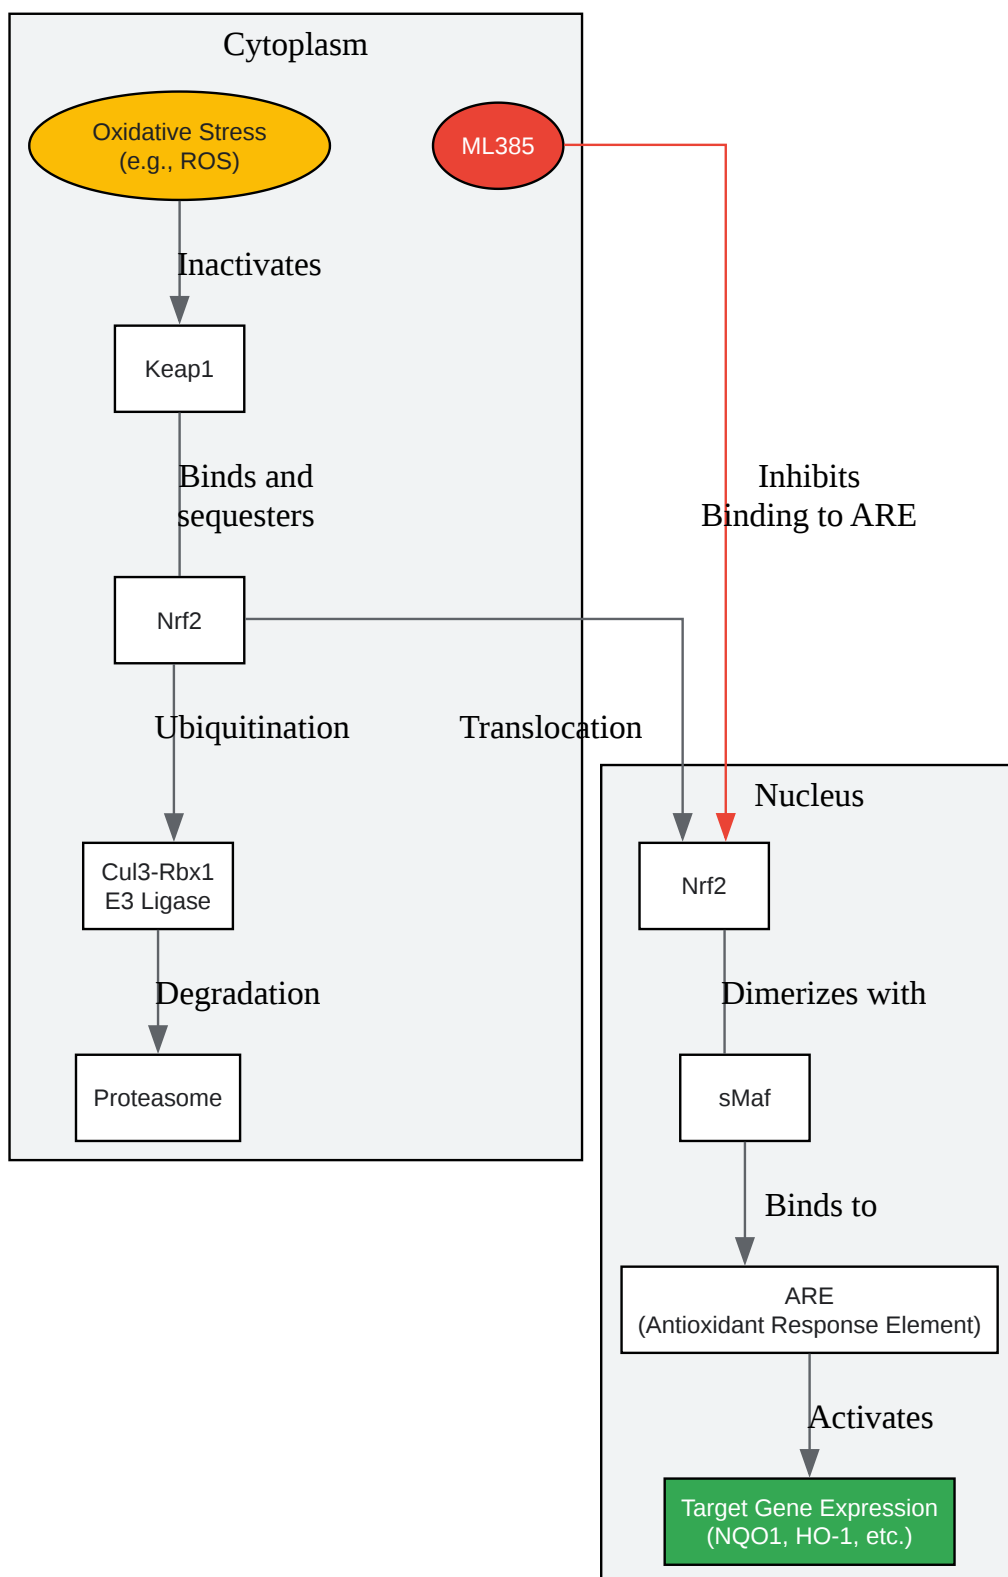 Cytoplasm
Oxidative Stress
(e.g., ROS)
ML385
Inactivates
Keap1
Binds and
sequesters
Inhibits
Binding to ARE
Nrf2
Ubiquitination
Translocation
Nucleus
Cul3-Rbx1
E3 Ligase
Nrf2
Degradation
Dimerizes with
Proteasome
sMaf
Binds to
ARE
(Antioxidant Response Element)
Activates
Target Gene Expression
(NQO1, HO-1, etc.)